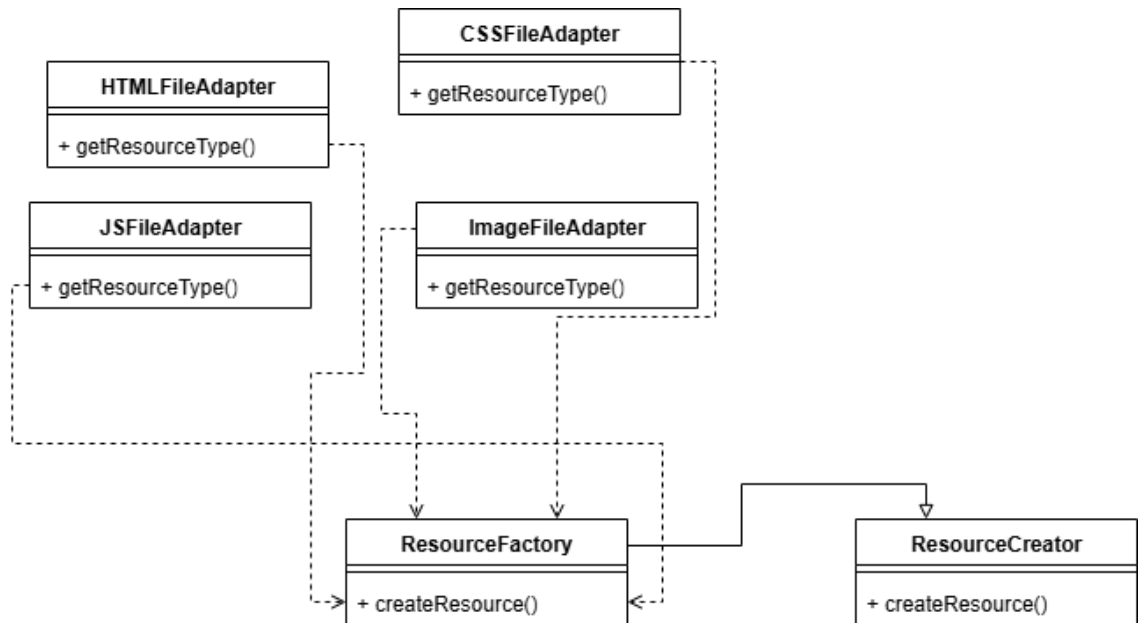 CSSFileAdapter
+ getResourceType()
HTMLFileAdapter
+ getResourceType()
JSFileAdapter
+ getResourceType()
ImageFileAdapter
+ getResourceType()
ResourceFactory
+ createResource()
ResourceCreator
+ createResource()